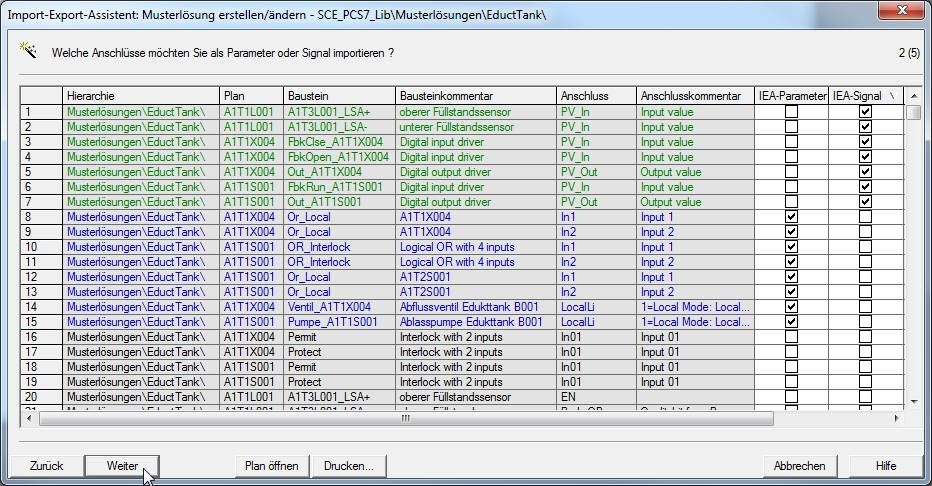 Import-Export-Assistent: Musterlösung erstellen/ändern - SCE_PCS7_Lib\Musterlösungen\EductTank\
Welche Anschlüsse möchten Sie als Parameter oder Signal importieren ? 2 (5)
Hierarchie Plan Baustein Bausteinkommentar Anschluss Anschlusskommentar IEA-Parameter IEA-Signal \
1 Musterlösungen\EductTank\ A1T1L001 A1T3L001_LSA+ oberer Füllstandssensor PV_In Input value
2 Musterlösungen\EductTank\ A1T1L001 A1T3L001_LSA- unterer Füllstandssensor PV_In Input value
3 Musterlösungen\EductTank\ A1T1X004 FbkClse_A1T1X004 Digital input driver PV_In Input value
4 Musterlösungen\EductTank\ A1T1X004 FbkOpen_A1T1X004 Digital input driver PV_In Input value
5 Musterlösungen\EductTank\ A1T1X004 Out_A1T1X004 Digital output driver PV_Out Output value
6 Musterlösungen\EductTank\ A1T1S001 FbkRun_A1T1S001 Digital input driver PV_In Input value
7 Musterlösungen\EductTank\ A1T1S001 Out_A1T1S001 Digital output driver PV_Out Output value
8 Musterlösungen\EductTank\ A1T1X004 Or_Local A1T1X004 In1 Input 1
9 Musterlösungen\EductTank\ A1T1X004 Or_Local A1T1X004 In2 Input 2
10 Musterlösungen\EductTank\ A1T1S001 OR_Interlock Logical OR with 4 inputs In1 Input 1
11 Musterlösungen\EductTank\ A1T1S001 OR_Interlock Logical OR with 4 inputs In2 Input 2
12 Musterlösungen\EductTank\ A1T1S001 Or_Local A1T2S001 In1 Input 1
13 Musterlösungen\EductTank\ A1T1S001 Or_Local A1T2S001 In2 Input 2
14 Musterlösungen\EductTank\ A1T1X004 Ventil_A1T1X004 Abflussventil Edukttank B001 LocalLi 1=Local Mode: Local...
15 Musterlösungen\EductTank\ A1T1S001 Pumpe_A1T1S001 Ablasspumpe Edukttank B001 LocalLi 1=Local Mode: Local...
16 Musterlösungen\EductTank\ A1T1X004 Permit Interlock with 2 inputs In01 Input 01
17 Musterlösungen\EductTank\ A1T1X004 Protect Interlock with 2 inputs In01 Input 01
18 Musterlösungen\EductTank\ A1T1S001 Permit Interlock with 2 inputs In01 Input 01
19 Musterlösungen\EductTank\ A1T1S001 Protect Interlock with 2 inputs In01 Input 01
20 Musterlösungen\EductTank\ A1T1L001 A1T3L001_LSA+ oberer Füllstandssensor EN
Zurück Weiter Plan öffnen Drucken... Abbrechen Hilfe